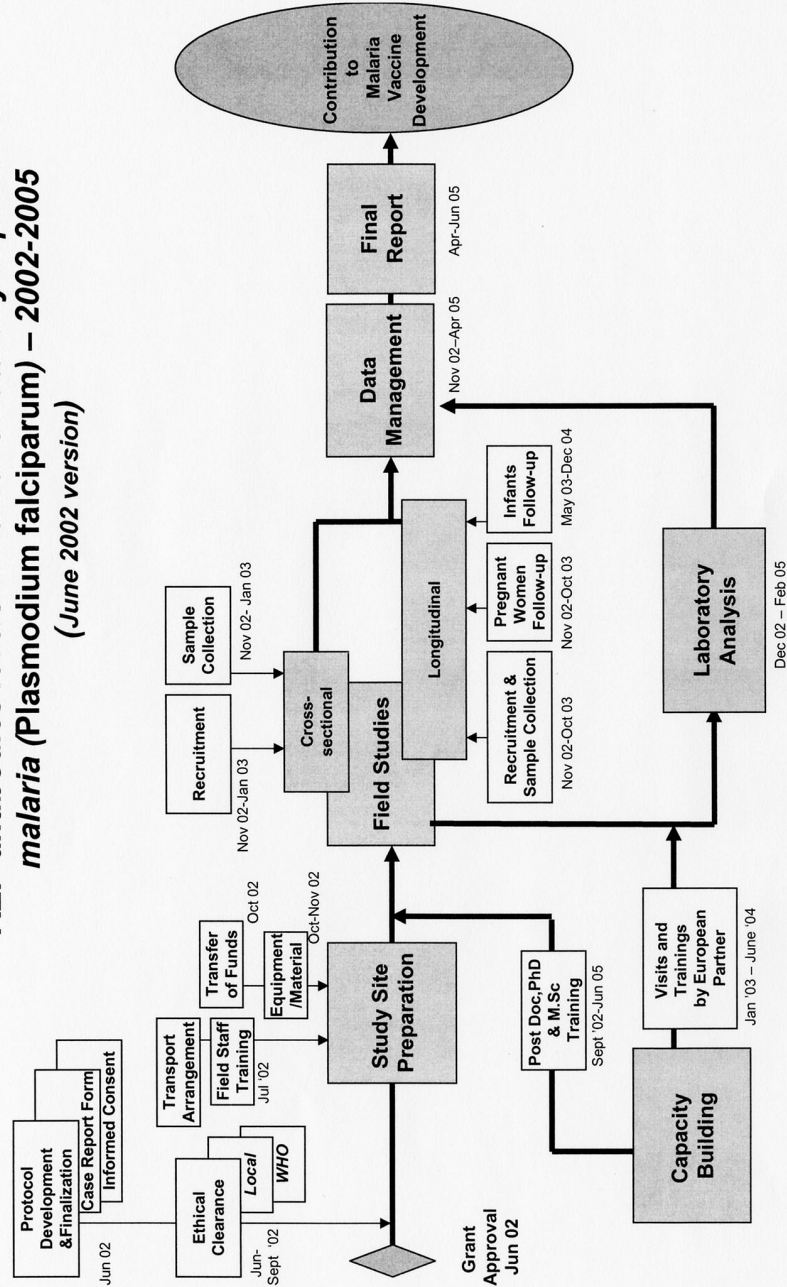 malaria (Plasmodium falciparum) – 2002-2005
(June 2002 version)
Protocol
Development
&Finalization
Case Report Form
Informed Consent
Jun 02
Ethical
Clearance
Local
WHO
Jun-
Sept '02
Grant
Approval
Jun 02
Transport
Arrangement
Field Staff
Training
Jul '02
Transfer
of Funds
Oct 02
Equipment
/Material
Oct-Nov 02
Study Site
Preparation
Capacity
Building
Post Doc,PhD
& M.Sc
Training
Sept '02-Jun 05
Visits and
Trainings
by European
Partner
Jan '03 – June '04
Recruitment
Nov 02-Jan 03
Sample
Collection
Nov 02- Jan 03
Cross-
sectional
Field Studies
Longitudinal
Recruitment &
Sample Collection
Nov 02-Oct 03
Pregnant
Women
Follow-up
Nov 02-Oct 03
Infants
Follow-up
May 03-Dec 04
Laboratory
Analysis
Dec 02 – Feb 05
Data
Management
Nov 02–Apr 05
Final
Report
Apr-Jun 05
Contribution
to
Malaria
Vaccine
Development